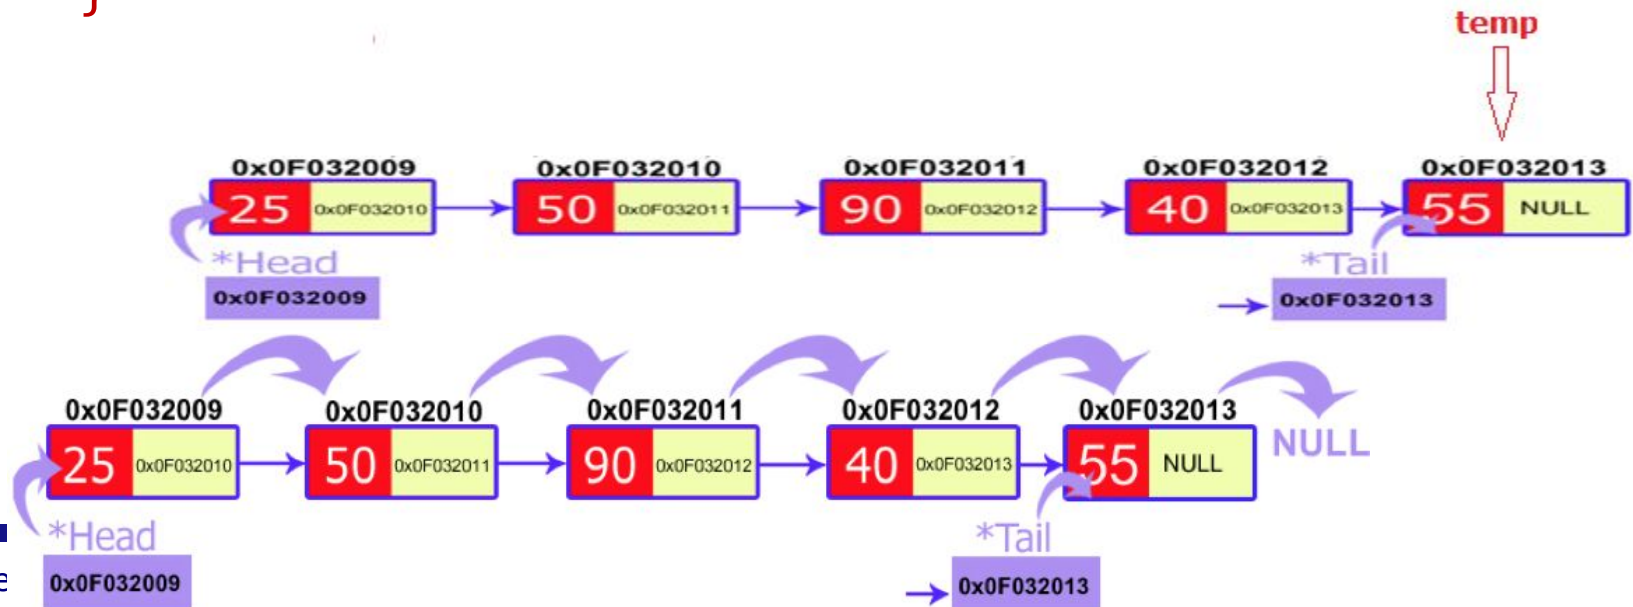 }
temp
0x0F032009 0x0F032010 0x0F032011 0x0F032012 0x0F032013
25 0x0F032010 50 0x0F032011 90 0x0F032012 40 0x0F032013 55 NULL
*Head *Tail
0x0F032009 0x0F032013
0x0F032009 0x0F032010 0x0F032011 0x0F032012 0x0F032013
NULL
25 0x0F032010 50 0x0F032011 90 0x0F032012 40 0x0F032013 55 NULL
*Head *Tail
e 0x0F032009 0x0F032013